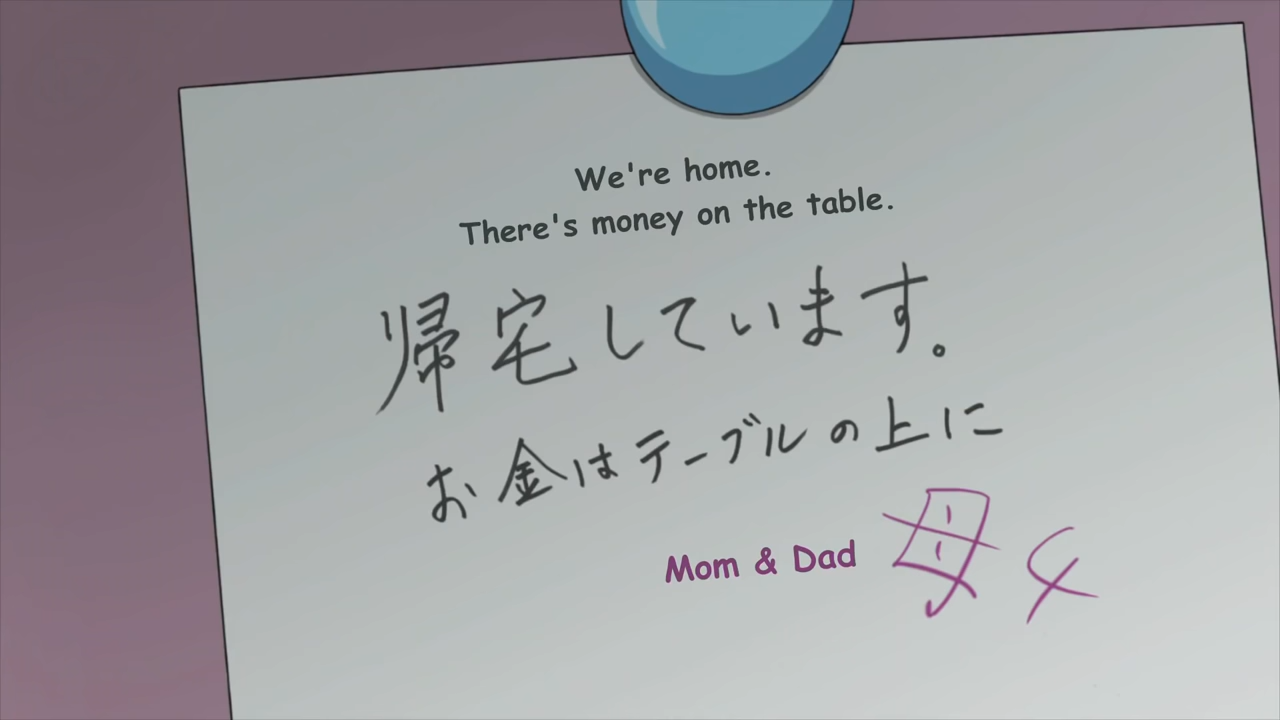 We're home.
There's money on the table.
帰宅しています。
お金はテーブルの上に
Mom & Dad 母